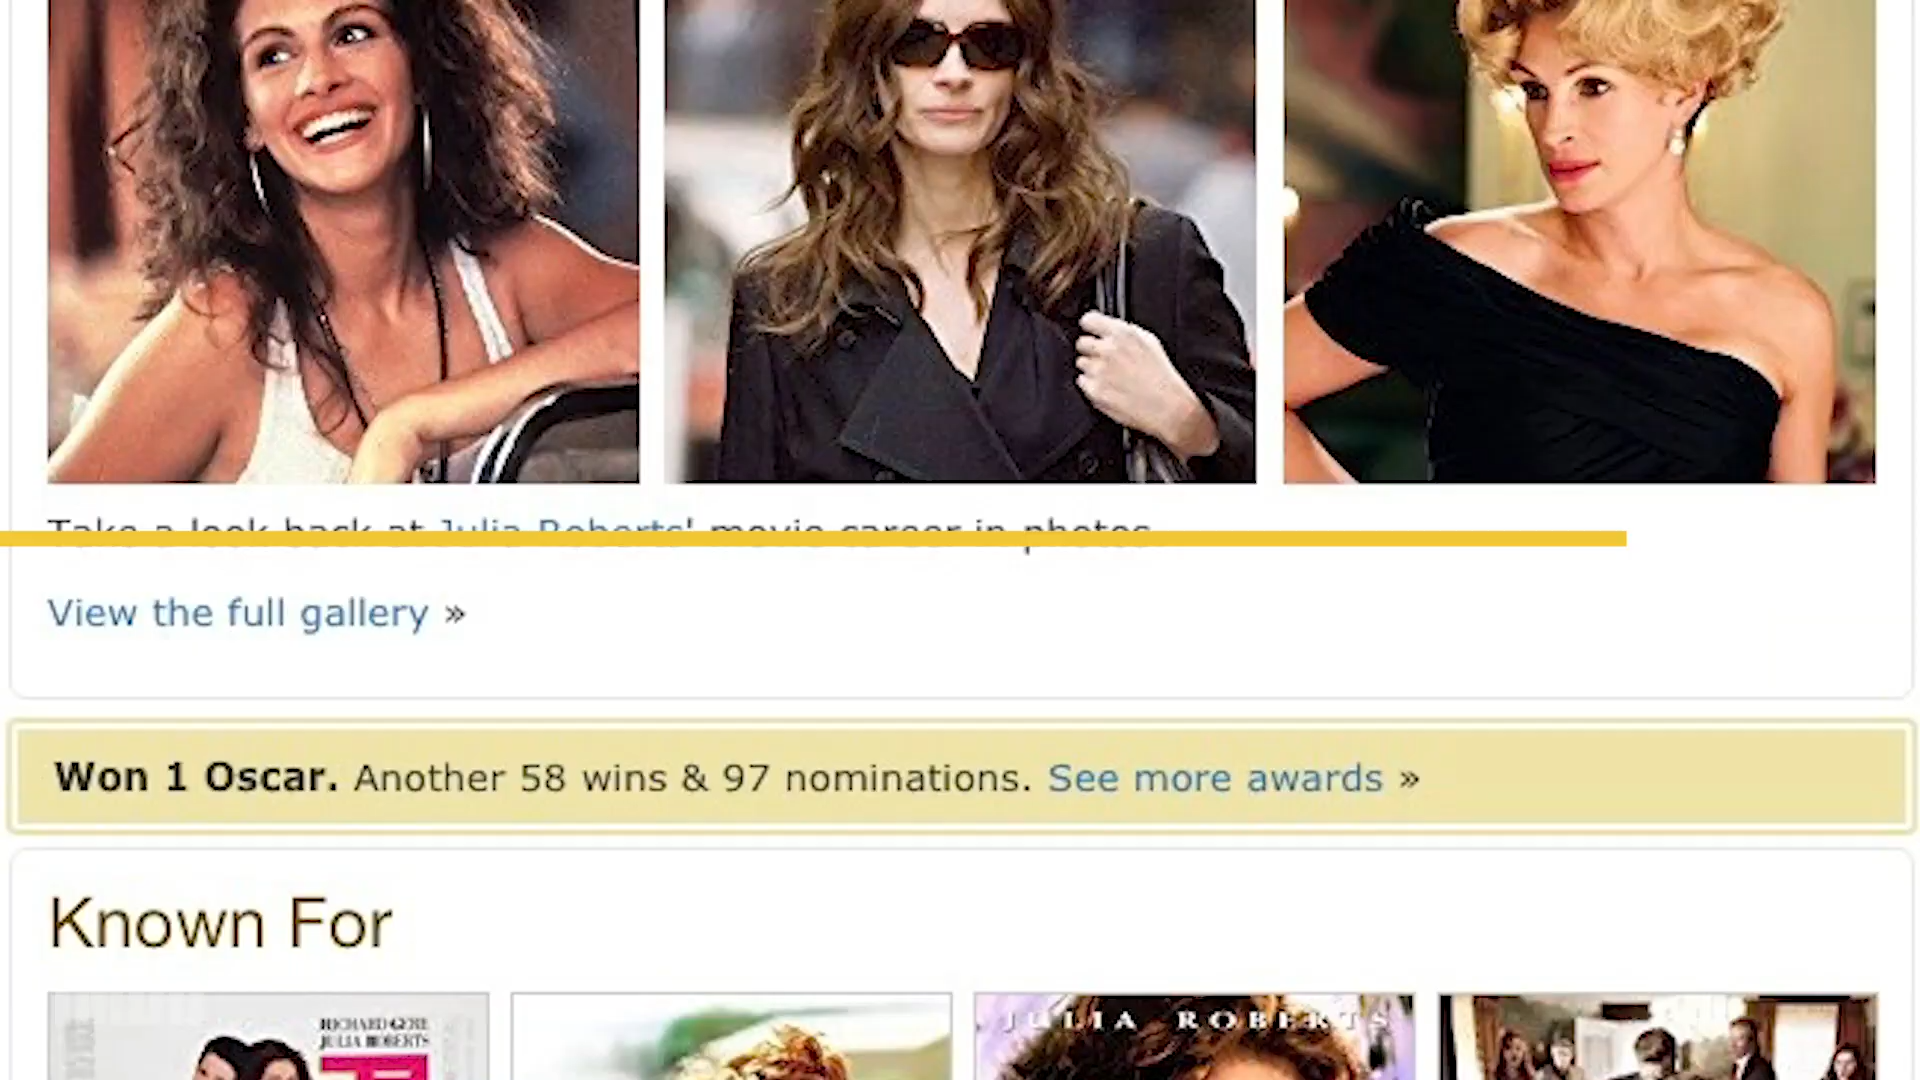 Take a look back at Julia Roberts' movie career in photos.
View the full gallery »
Won 1 Oscar. Another 58 wins & 97 nominations. See more awards »
Known For
RICHARD GERE
JULIA ROBERTS
JULIA ROBERTS